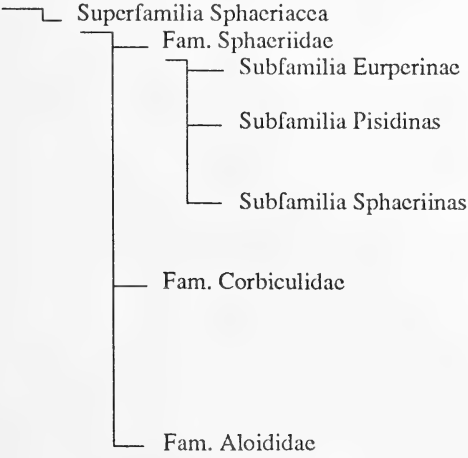 Superfamilia Sphaeriacea
Fam. Sphaeriidae
Subfamilia Eurperinae
Subfamilia Pisidinas
Subfamilia Sphaeriinas
Fam. Corbiculidae
Fam. Aloididae